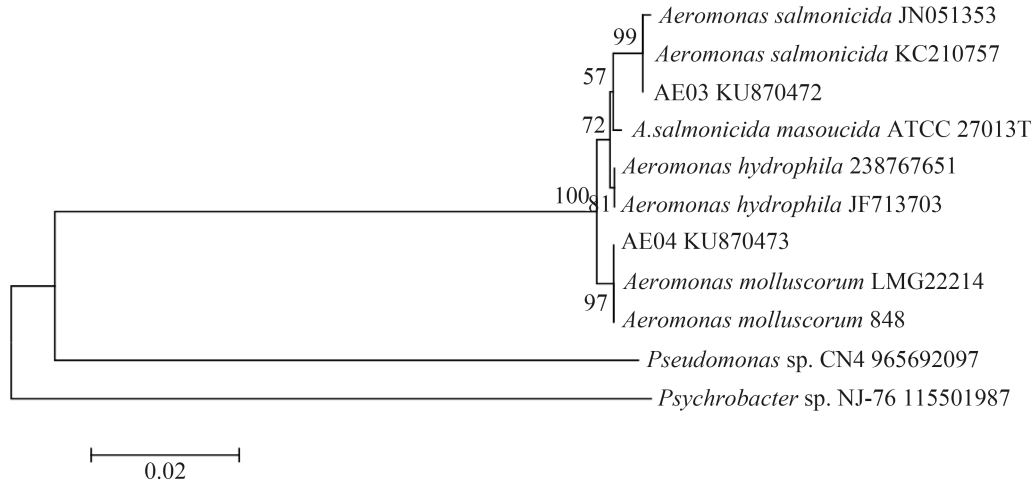 Aeromonas salmonicida JN051353
99
Aeromonas salmonicida KC210757
57
AE03 KU870472
72
A.salmonicida masoucida ATCC 27013T
Aeromonas hydrophila 238767651
100
81
Aeromonas hydrophila JF713703
AE04 KU870473
Aeromonas molluscorum LMG22214
97
Aeromonas molluscorum 848
Pseudomonas sp. CN4 965692097
Psychrobacter sp. NJ-76 115501987
0.02